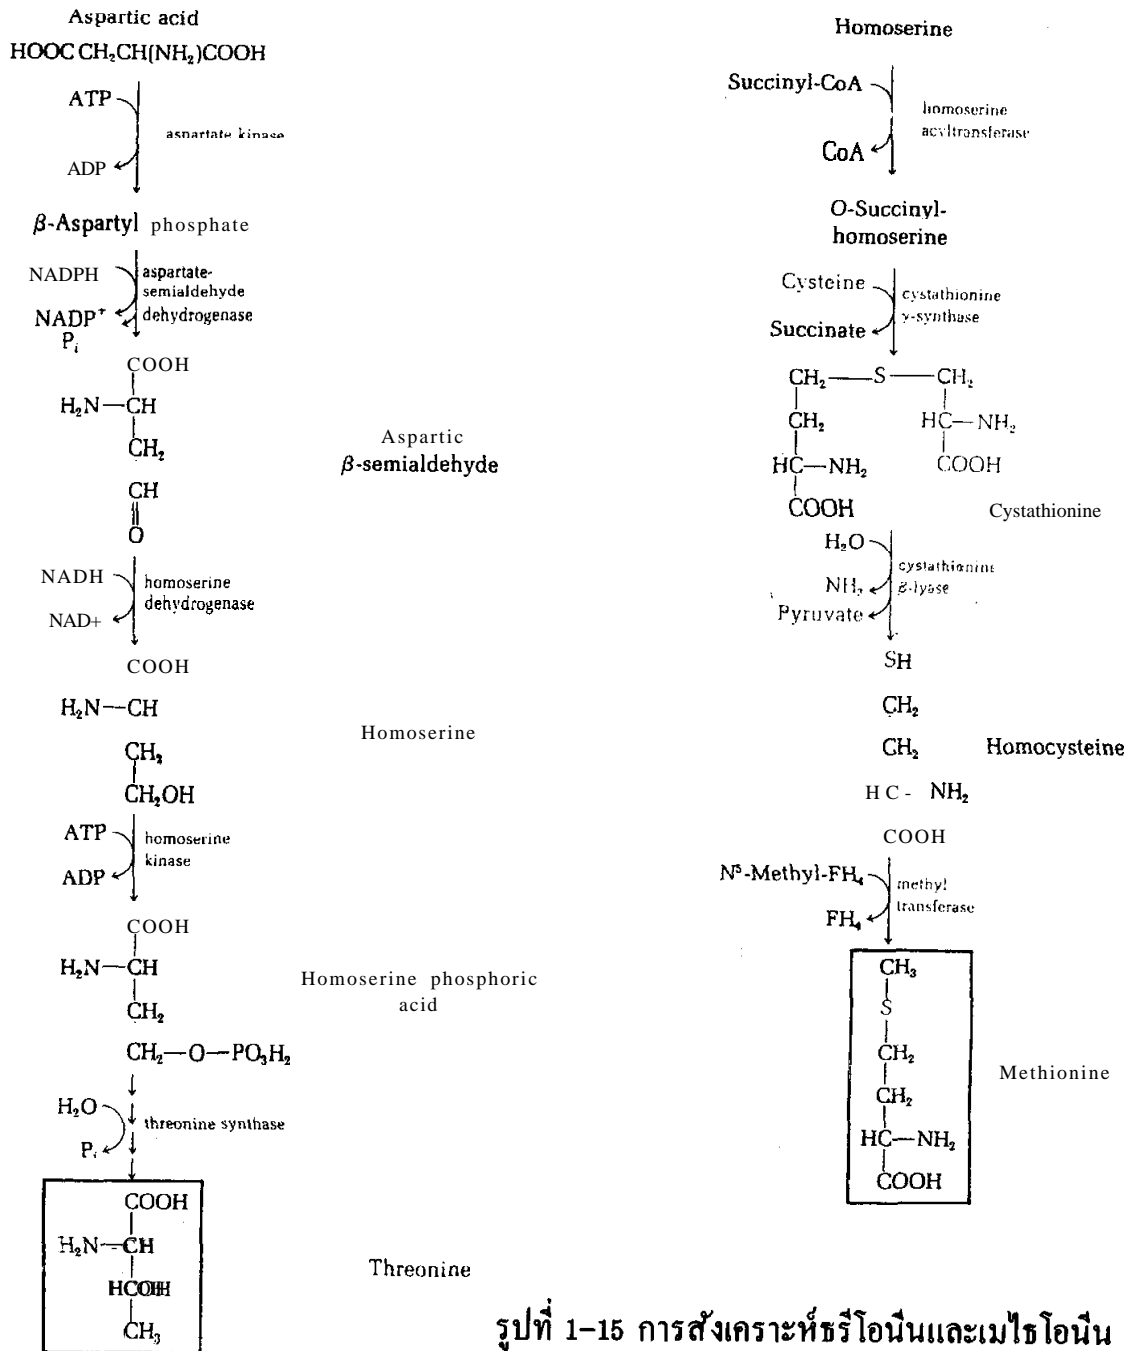 Aspartic acid
HOOCCH₂CH(NH₂)COOH
ATP
aspartate kinase
ADP
β-Aspartyl phosphate
NADPH
aspartate-
semialdehyde
dehydrogenase
NADP⁺
Pᵢ
COOH
H₂N—CH
CH₂
CH
O
Aspartic
β-semialdehyde
NADH
homoserine
dehydrogenase
NAD+
COOH
H₂N—CH
CH₂
CH₂OH
Homoserine
ATP
homoserine
kinase
ADP
COOH
H₂N—CH
CH₂
CH₂—O—PO₃H₂
Homoserine phosphoric
acid
H₂O
threonine synthase
Pᵢ
COOH
H₂N--CH
HCOH
CH₃
Threonine
Homoserine
Succinyl-CoA
homoserine
acyltransferase
CoA
O-Succinyl-
homoserine
Cysteine
cystathionine
γ-synthase
Succinate
CH₂—S—CH₂
CH₂ HC—NH₂
HC—NH₂ COOH
COOH
Cystathionine
H₂O
cystathionine
β-lyase
NH₃
Pyruvate
SH
CH₂
CH₂
Homocysteine
HC- NH₂
COOH
N⁵-Methyl-FH₄
methyl
transferase
FH₄
CH₃
S
CH₂
CH₂
HC—NH₂
COOH
Methionine
รูปที่ 1-15 การสังเคราะห์ธรีโอนีนและเมไธโอนีน